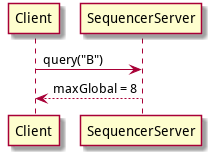 Client SequencerServer
query("B")
maxGlobal = 8
Client SequencerServer